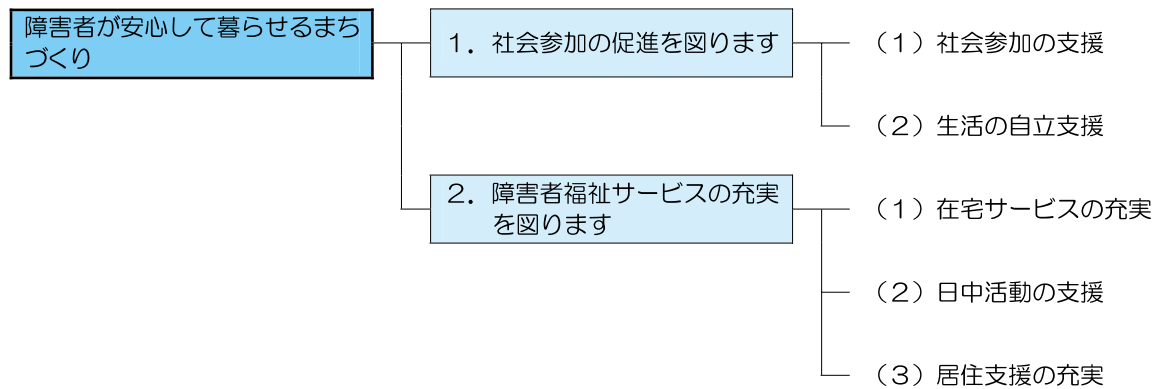 障害者が安心して暮らせるまち
づくり
１．社会参加の促進を図ります
（１）社会参加の支援
（２）生活の自立支援
２．障害者福祉サービスの充実
を図ります
（１）在宅サービスの充実
（２）日中活動の支援
（３）居住支援の充実